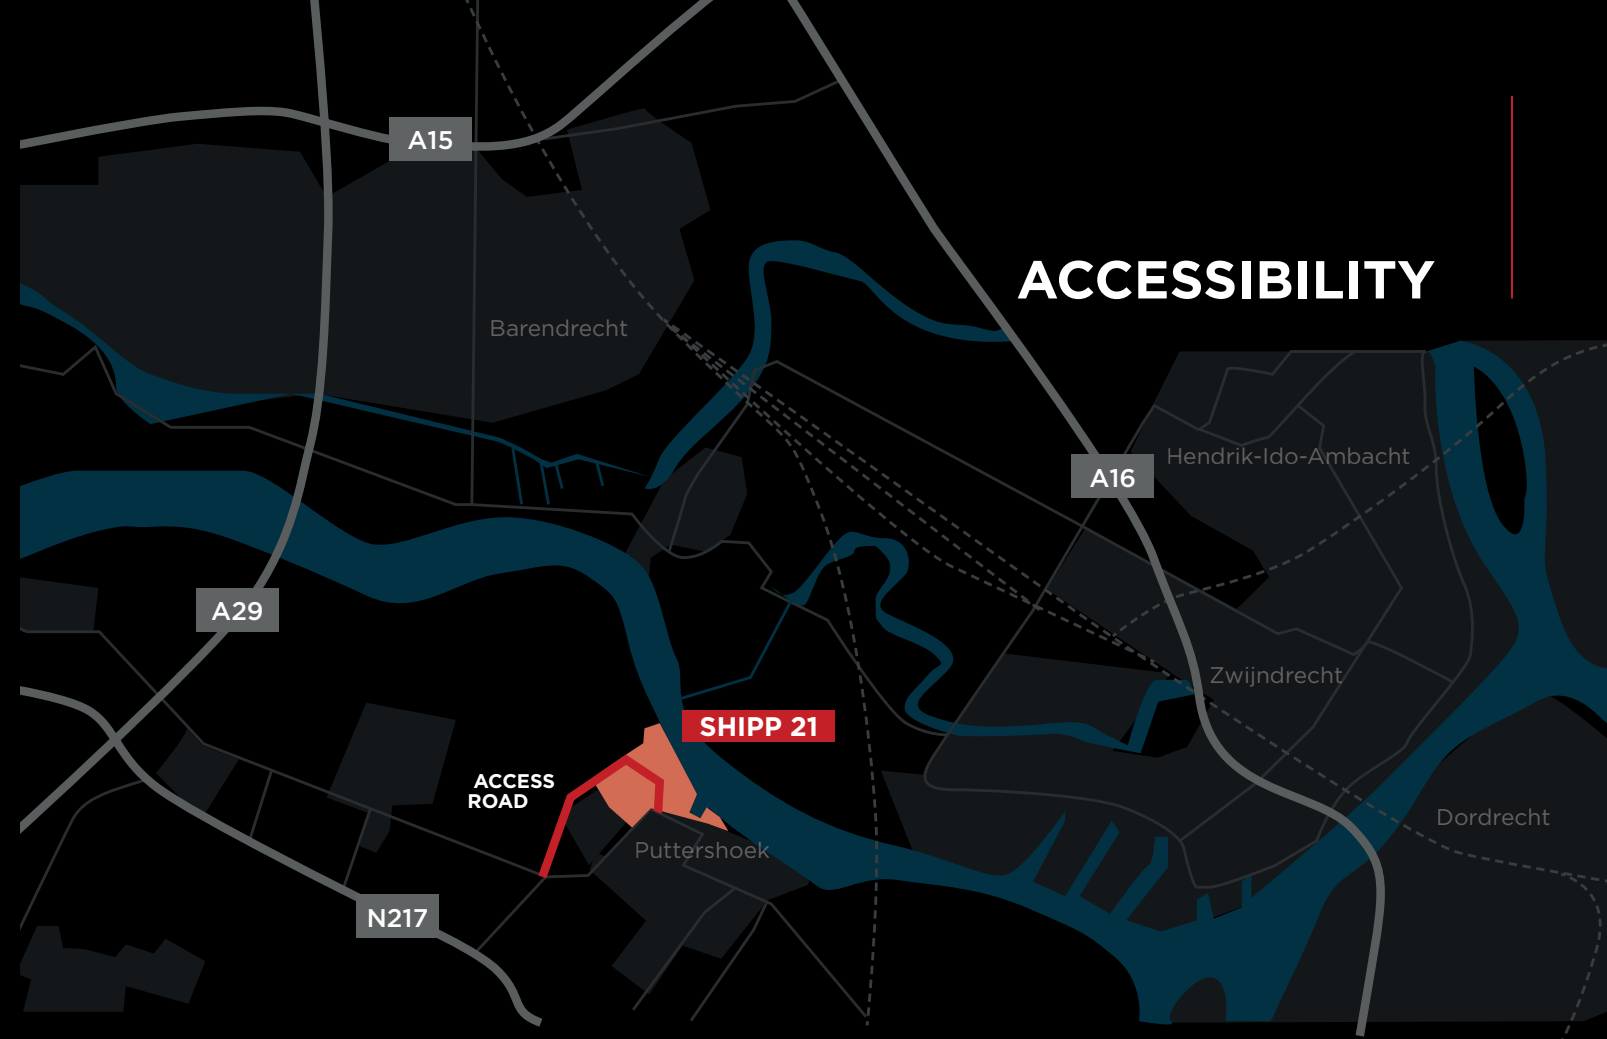 A15
ACCESSIBILITY
Barendrecht
Hendrik-Ido-Ambacht
A16
A29
Zwijndrecht
SHIPP 21
ACCESS
ROAD
Dordrecht
Puttershoek
N217